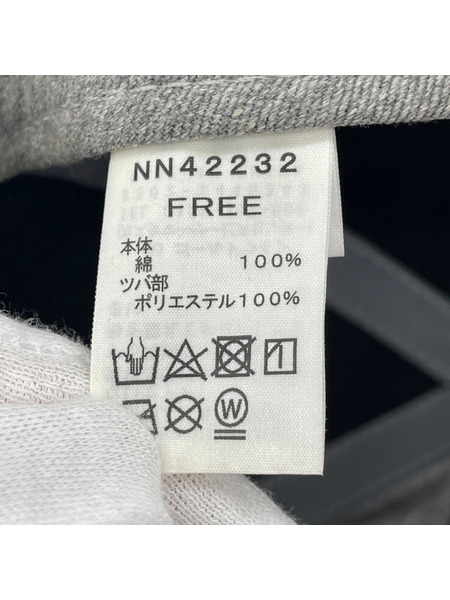 NN42232
FREE
本体
綿 100%
ツバ部
ポリエステル100%
W